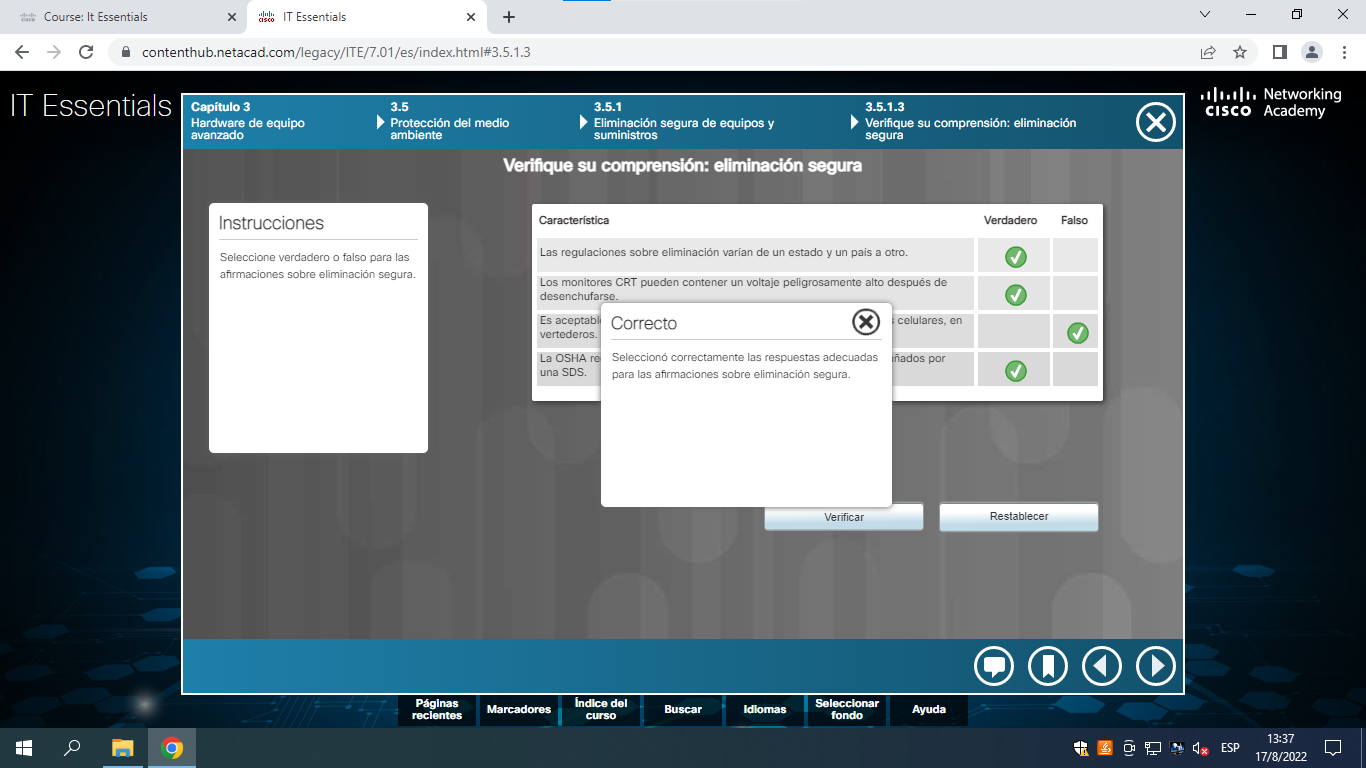 Course: It Essentials
IT Essentials
contenthub.netacad.com/legacy/ITE/7.01/es/index.html#3.5.1.3
IT Essentials
Capítulo 3
Hardware de equipo
avanzado
3.5
Protección del medio
ambiente
3.5.1
Eliminación segura de equipos y
suministros
3.5.1.3
Verifique su comprensión: eliminación
segura
CISCO
Networking
Academy
Verifique su comprensión: eliminación segura
Instrucciones
Seleccione verdadero o falso para las
afirmaciones sobre eliminación segura.
Característica Verdadero Falso
Las regulaciones sobre eliminación varían de un estado y un país a otro.
Los monitores CRT pueden contener un voltaje peligrosamente alto después de
desenchufarse.
Es aceptabl s celulares, en
vertederos.
La OSHA re añados por
una SDS.
Correcto
Seleccionó correctamente las respuestas adecuadas
para las afirmaciones sobre eliminación segura.
Verificar
Restablecer
Páginas
recientes
Marcadores
Índice del
curso
Buscar
Idiomas
Seleccionar
fondo
Ayuda
ESP
13:37
17/8/2022